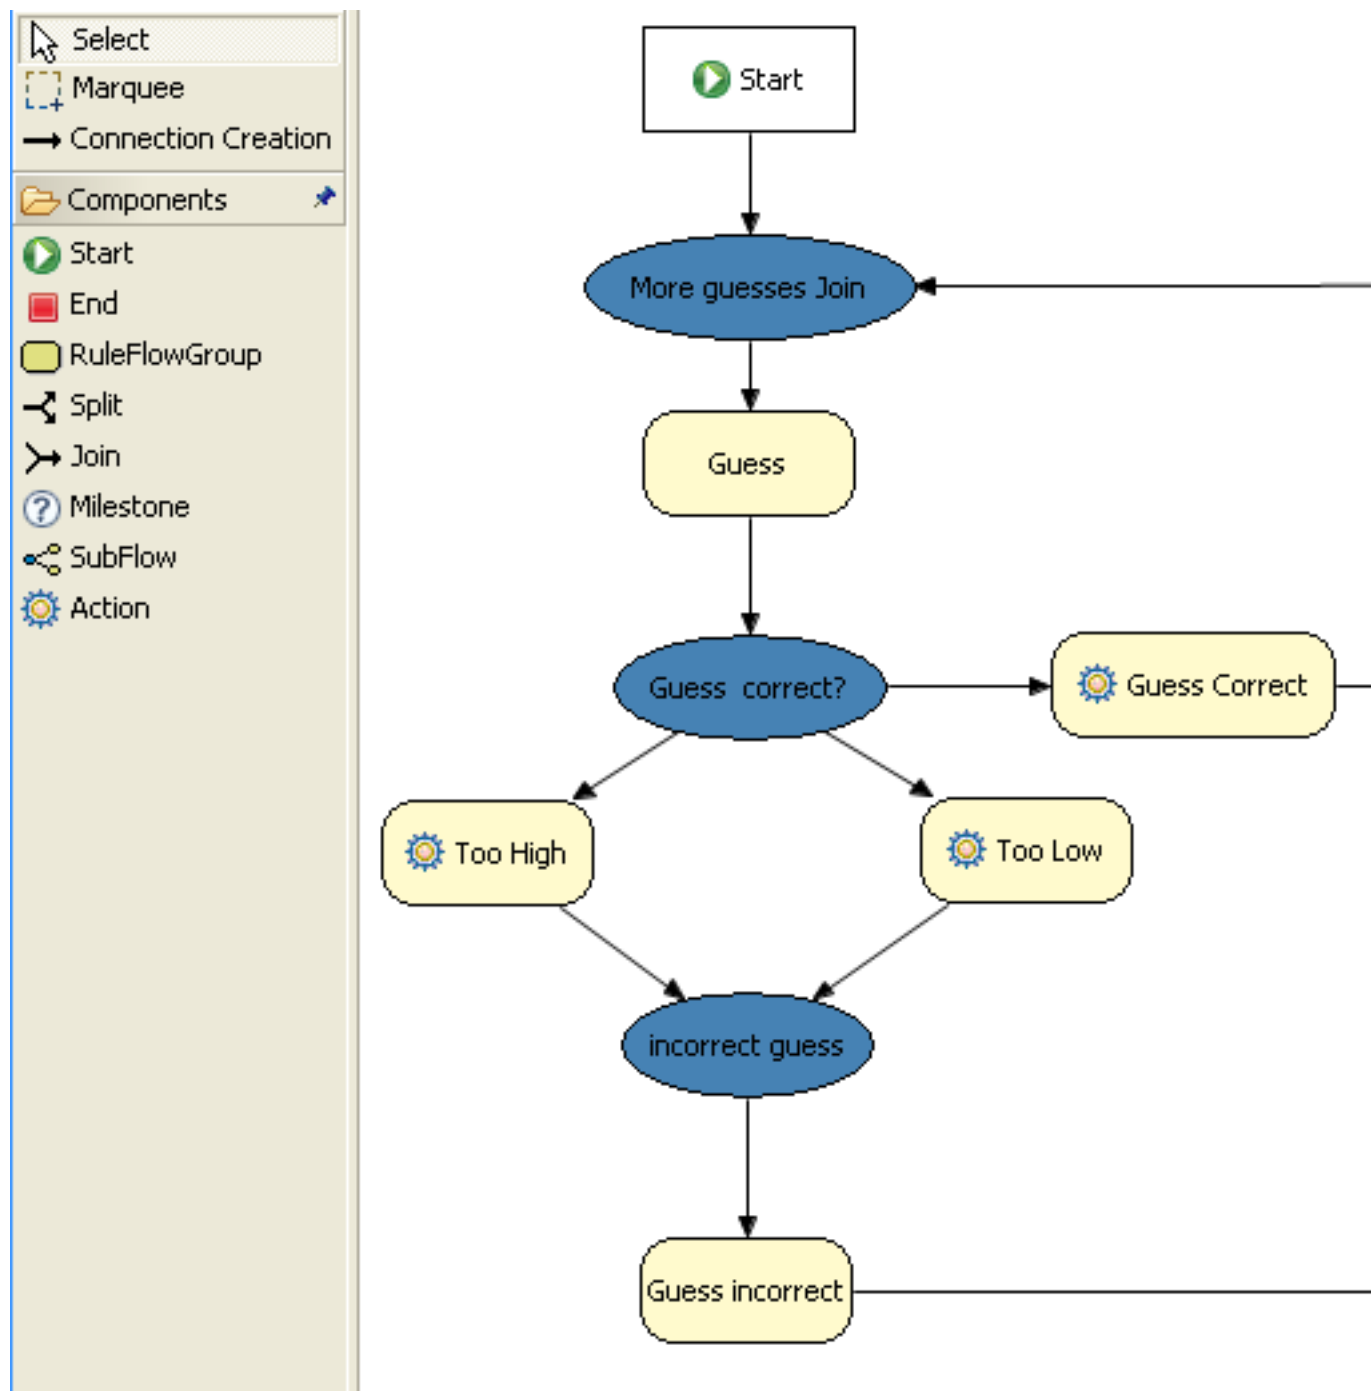 Select
Marquee
Connection Creation
Components
Start
End
RuleFlowGroup
Split
Join
Milestone
SubFlow
Action
Start
More guesses Join
Guess
Guess  correct?
Guess Correct
Too High
Too Low
incorrect guess
Guess incorrect